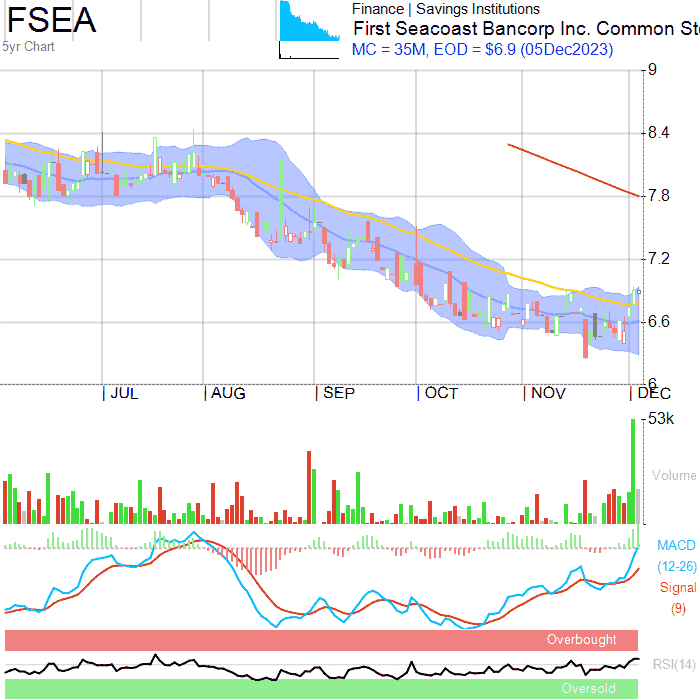 FSEA
5yr Chart
Finance | Savings Institutions
First Seacoast Bancorp Inc. Common Sto
MC = 35M, EOD = $6.9 (05Dec2023)
9
8.4
7.8
7.2
6.6
6
JUL AUG SEP OCT NOV DEC
53K
Volume
MACD
(12-26)
Signal
(9)
Overbought
RSI(14)
Oversold